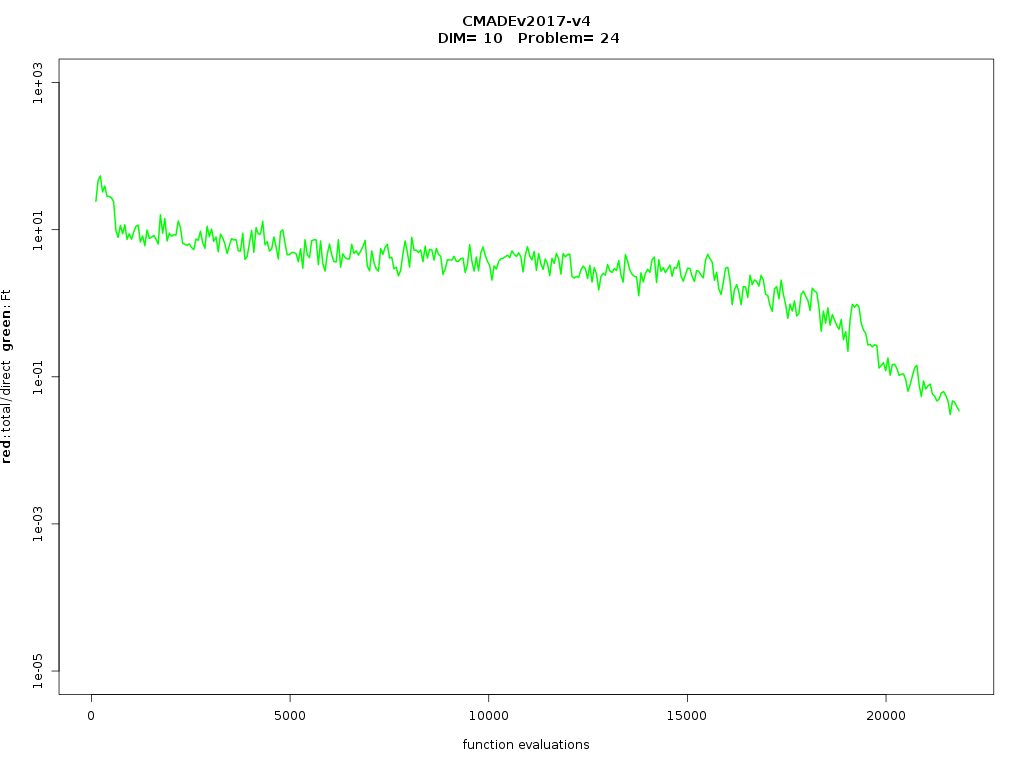 CMADEv2017-v4
DIM= 10 Problem= 24
1e+03
1e+01
1e-01
1e-03
1e-05
red:total/direct green: Ft
0 5000 10000 15000 20000
function evaluations